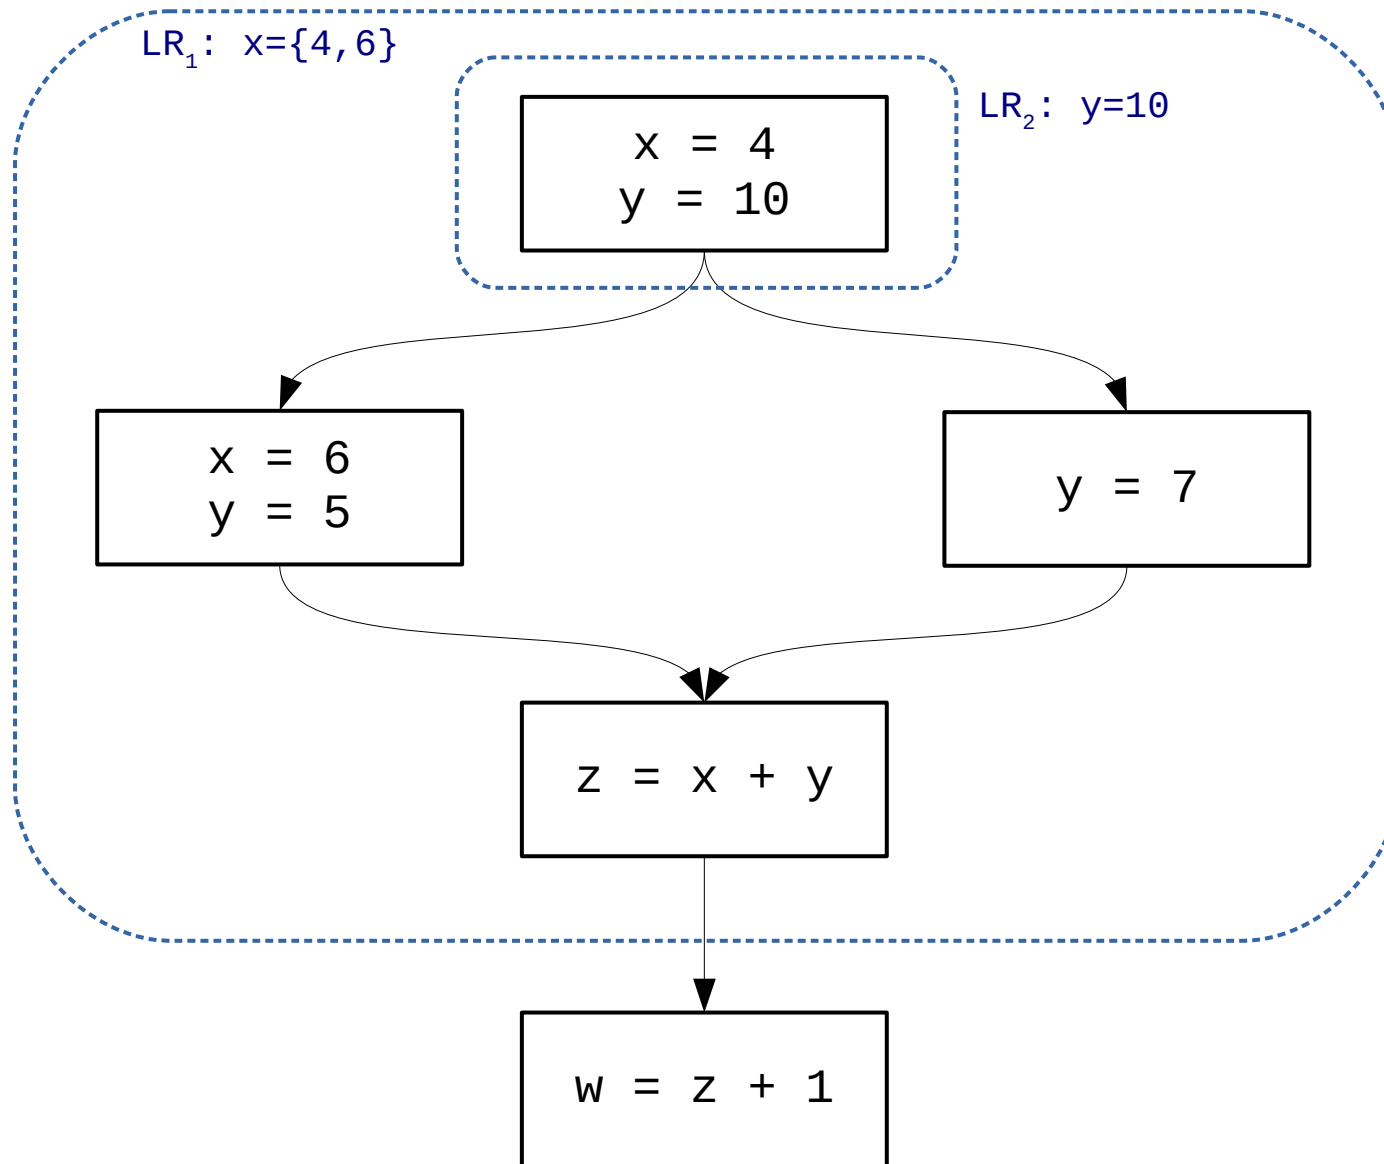 LR₁: x={4,6}
LR₂: y=10
x = 4
y = 10
x = 6
y = 5
y = 7
z = x + y
w = z + 1